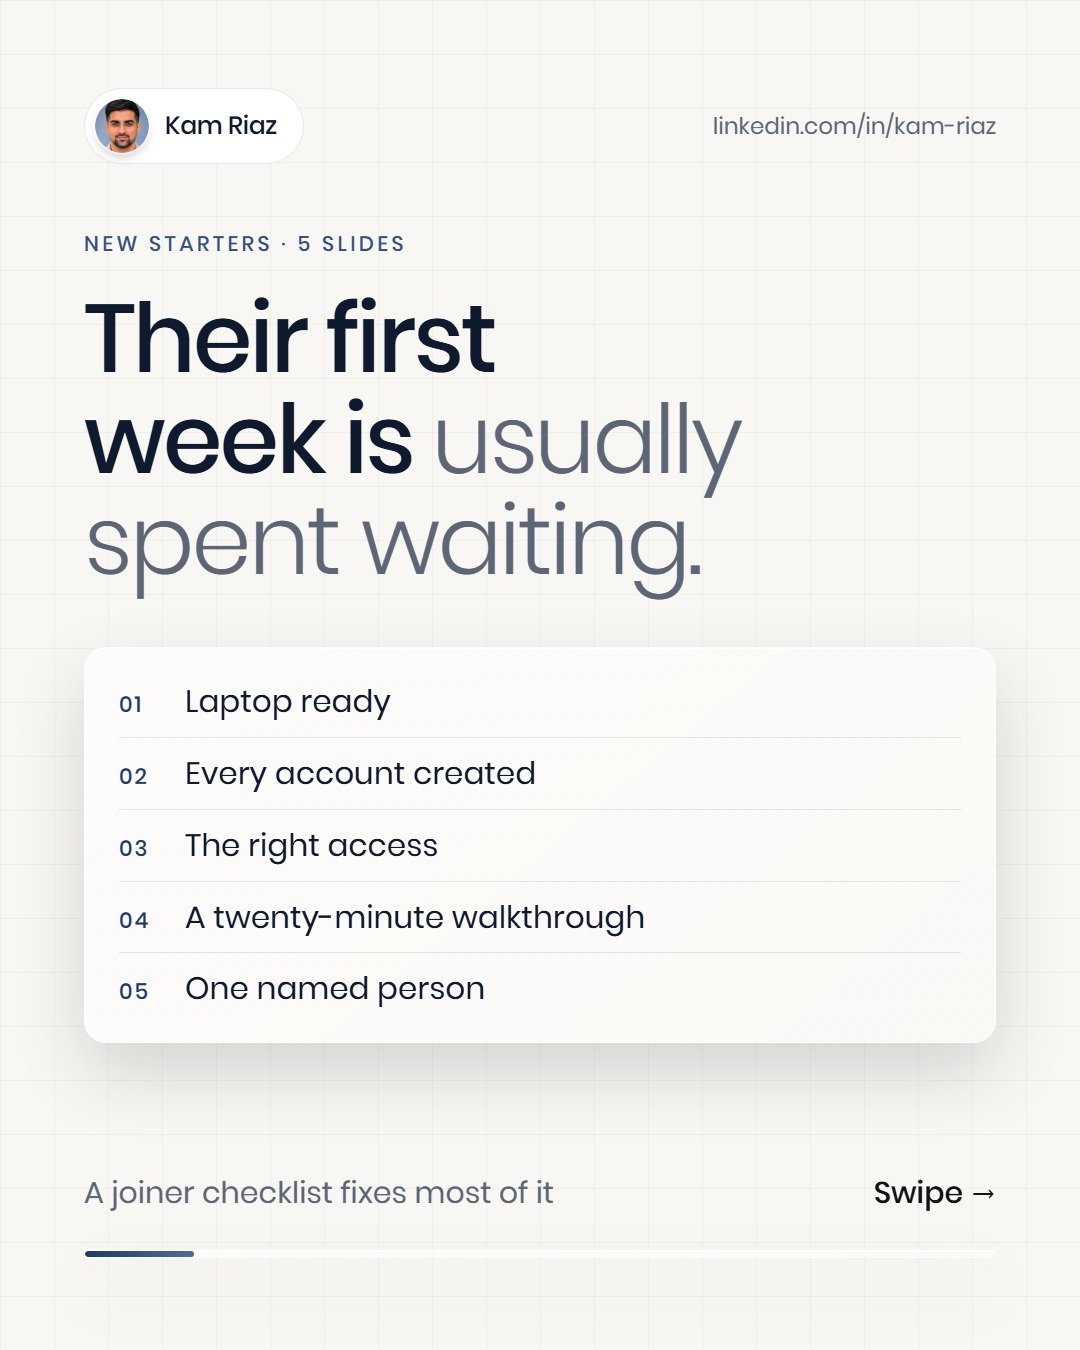 Kam Riaz
linkedin.com/in/kam-riaz
NEW STARTERS · 5 SLIDES
Their first
week is usually
spent waiting.
01 Laptop ready
02 Every account created
03 The right access
04 A twenty-minute walkthrough
05 One named person
A joiner checklist fixes most of it
Swipe →